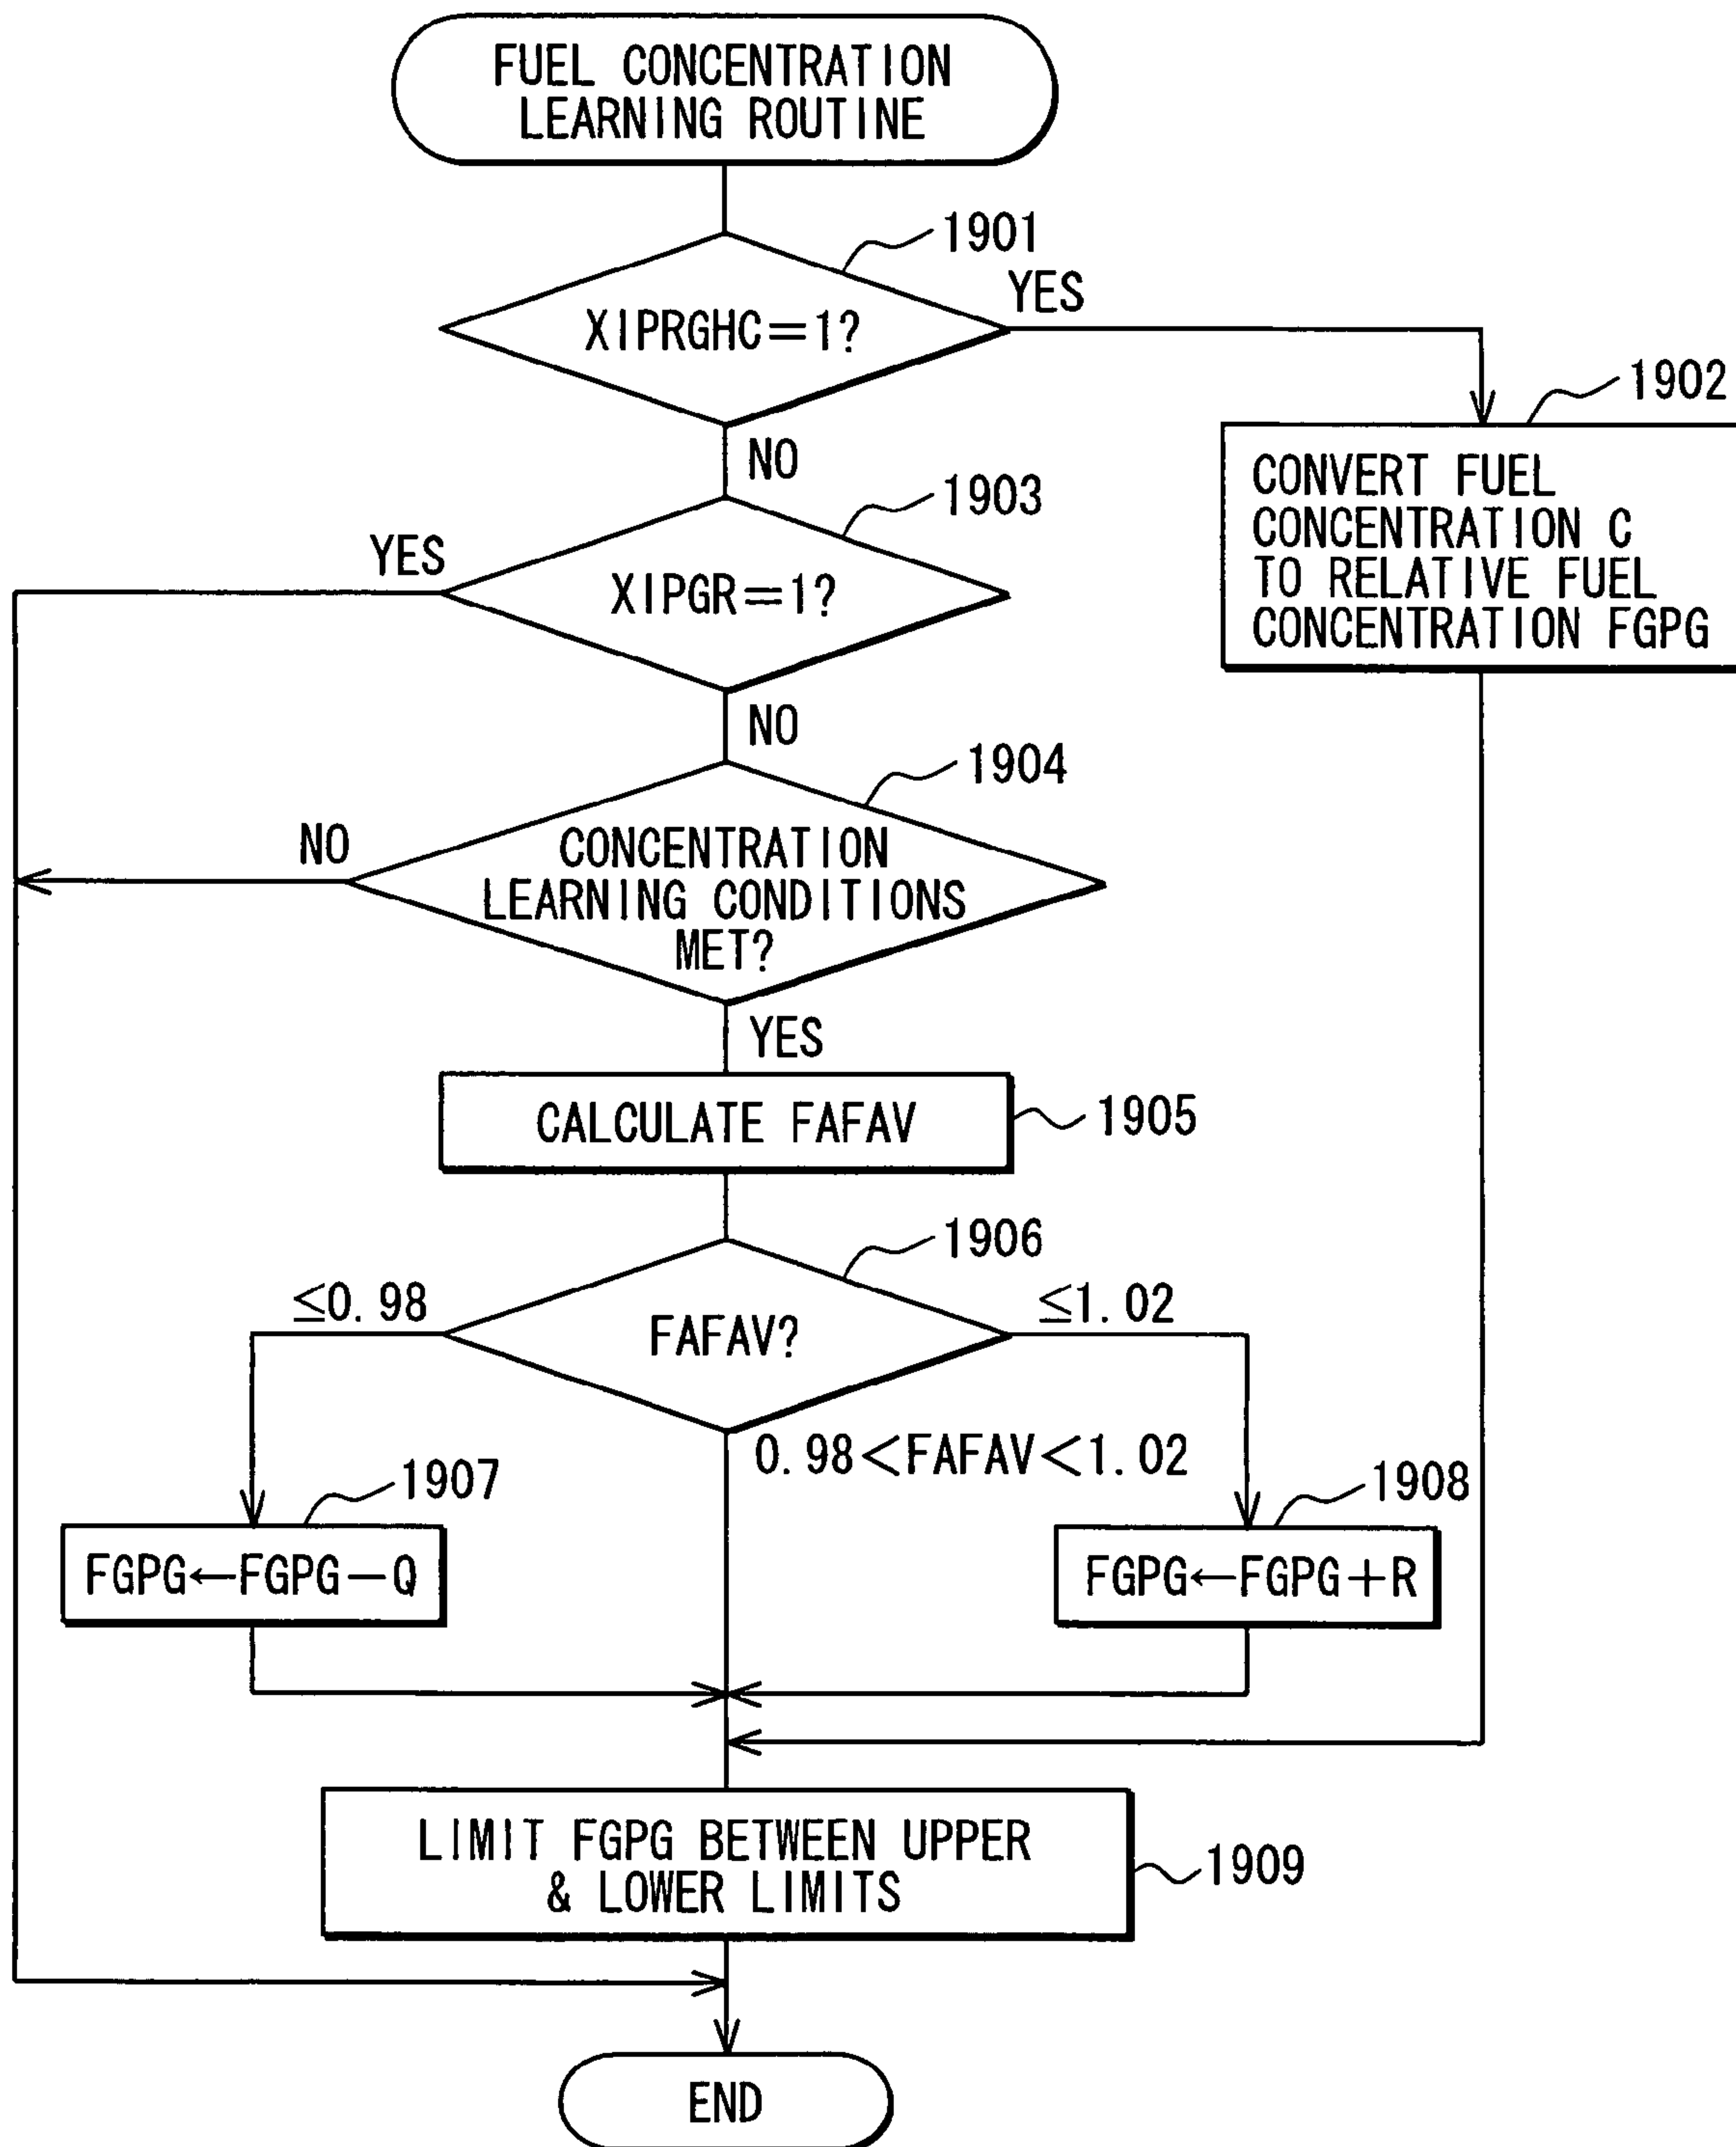 FUEL CONCENTRATION
LEARNING ROUTINE
1901
XIPRGHC=1?
YES
1902
NO
CONVERT FUEL
CONCENTRATION C
TO RELATIVE FUEL
CONCENTRATION FGPG
1903
YES
XIPGR=1?
NO
1904
NO
CONCENTRATION
LEARNING CONDITIONS
MET?
YES
CALCULATE FAFAV
1905
1906
≤0.98
FAFAV?
≤1.02
0.98<FAFAV<1.02
1907
1908
FGPG←FGPG−Q
FGPG←FGPG+R
LIMIT FGPG BETWEEN UPPER
& LOWER LIMITS
1909
END